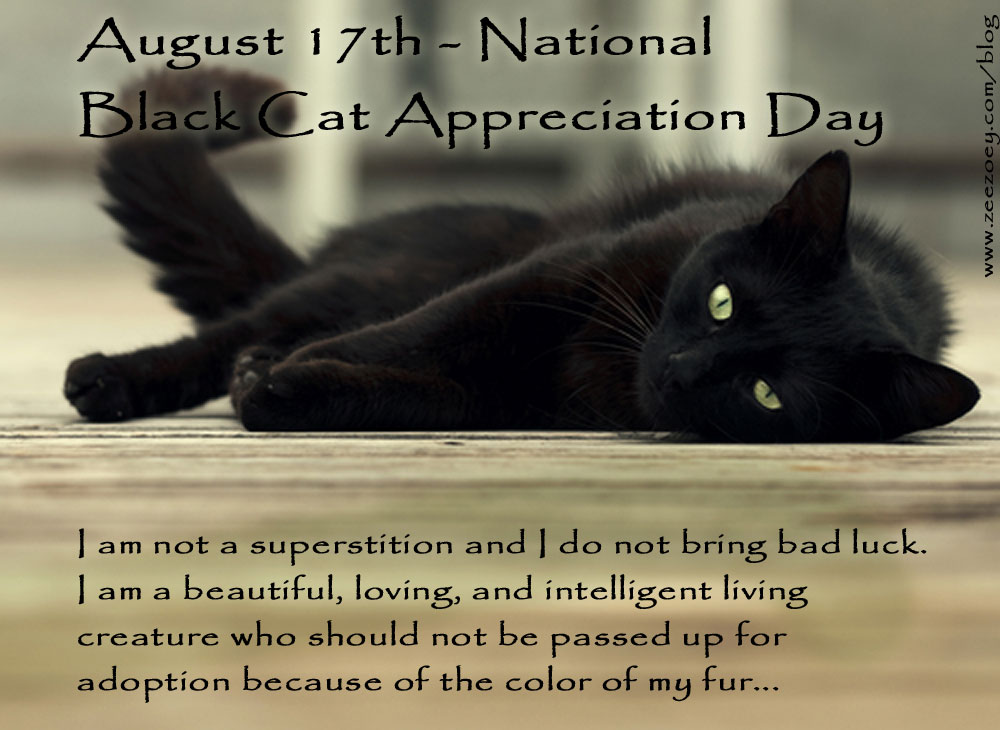 August 17th - National
Black Cat Appreciation Day
www.zeezoey.com/blog
I am not a superstition and I do not bring bad luck.
I am a beautiful, loving, and intelligent living
creature who should not be passed up for
adoption because of the color of my fur...